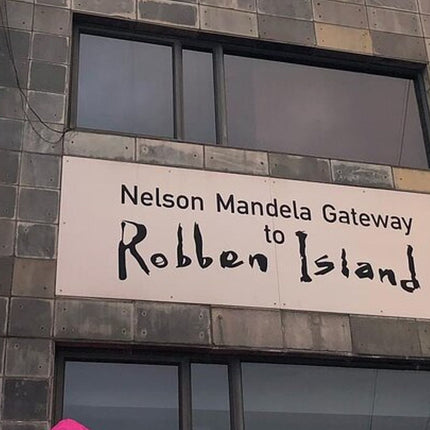 Nelson Mandela Gateway
to
Robben Island